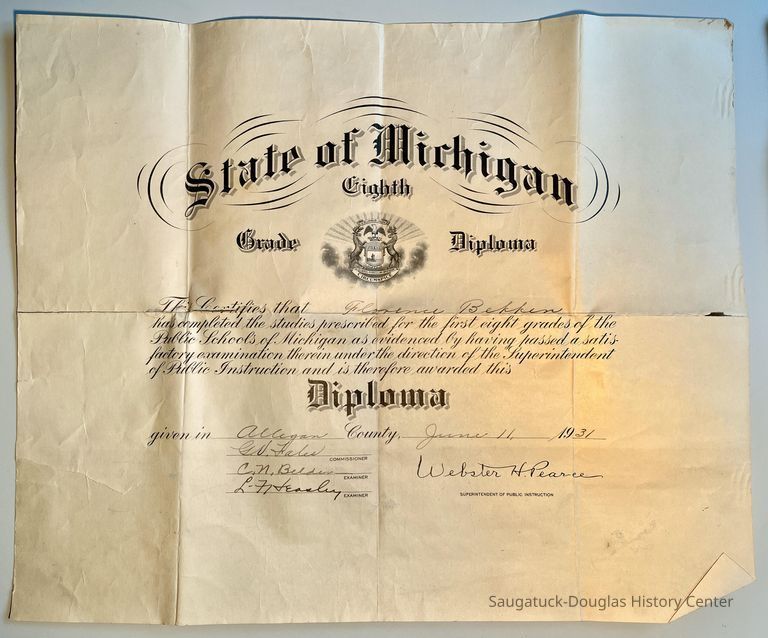 State of Michigan
Eighth
Grade Diploma
This Certifies that Florence Bekken
has completed the studies prescribed for the first eight grades of the
Public Schools of Michigan as evidenced by having passed a satis-
factory examination therein under the direction of the Superintendent
of Public Instruction and is therefore awarded this
Diploma
given in Allegan County, June 11, 1931
G.V. Fales
COMMISSIONER
C.N. Belden
EXAMINER
L. F. Heasley
EXAMINER
Webster H Pearce
SUPERINTENDENT OF PUBLIC INSTRUCTION
Saugatuck-Douglas History Center